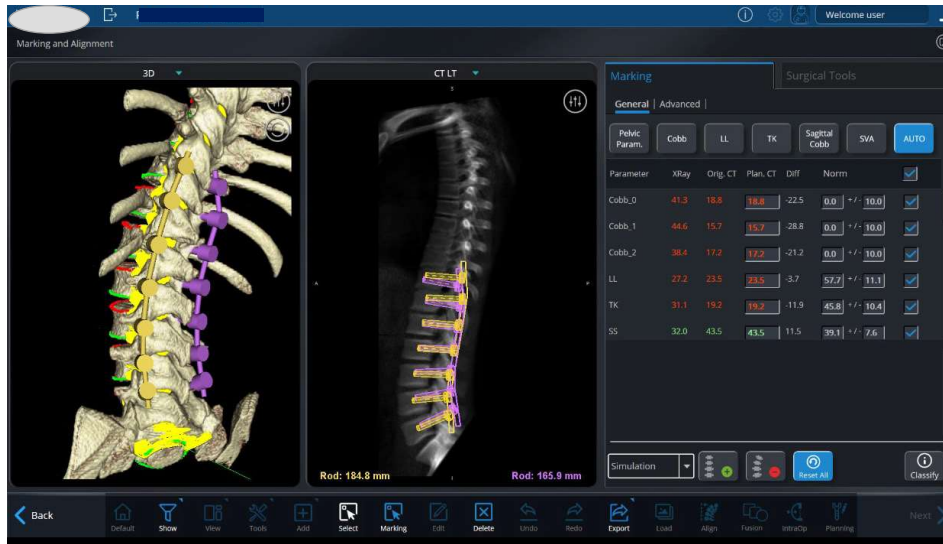 Welcome user
Marking and Alignment
3D
CT LT
Marking
Surgical Tools
General | Advanced |
Pelvic Param.
Cobb
LL
TK
Sagittal Cobb
SVA
AUTO
Parameter XRay Orig. CT Plan. CT Diff Norm
Cobb_0 41.3 18.8 18.8 -22.5 0.0 +/- 10.0
Cobb_1 44.6 15.7 15.7 -28.8 0.0 +/- 10.0
Cobb_2 38.4 17.2 17.2 -21.2 0.0 +/- 10.0
LL 27.2 23.5 23.5 -3.7 57.7 +/- 11.1
TK 31.1 19.2 19.2 -11.9 45.8 +/- 10.4
SS 32.0 43.5 43.5 11.5 39.1 +/- 7.6
Rod: 184.8 mm
Rod: 165.9 mm
Simulation
Reset All
Classify
Back
Default
Show
View
Tools
Add
Select
Marking
Edit
Delete
Undo
Redo
Export
Load
Align
Fusion
IntraOp
Planning
Next